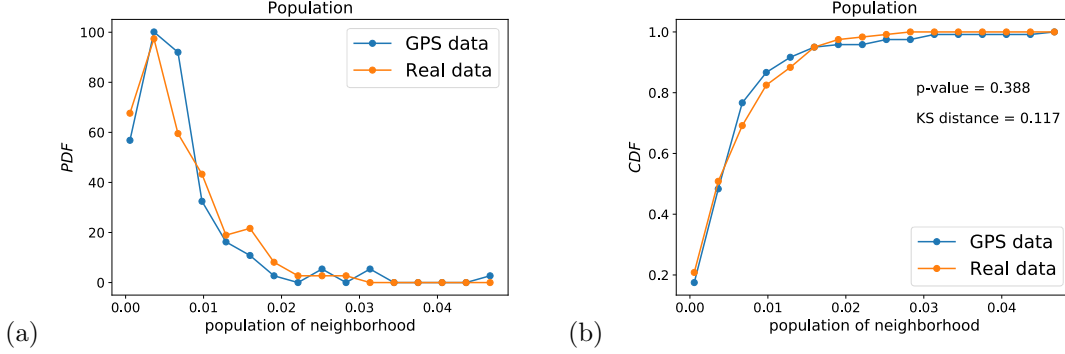 Population
100
80
60
40
20
0
PDF
0.00 0.01 0.02 0.03 0.04
population of neighborhood
GPS data
Real data
(a)
Population
1.0
0.8
0.6
0.4
0.2
CDF
0.00 0.01 0.02 0.03 0.04
population of neighborhood
p-value = 0.388
KS distance = 0.117
GPS data
Real data
(b)